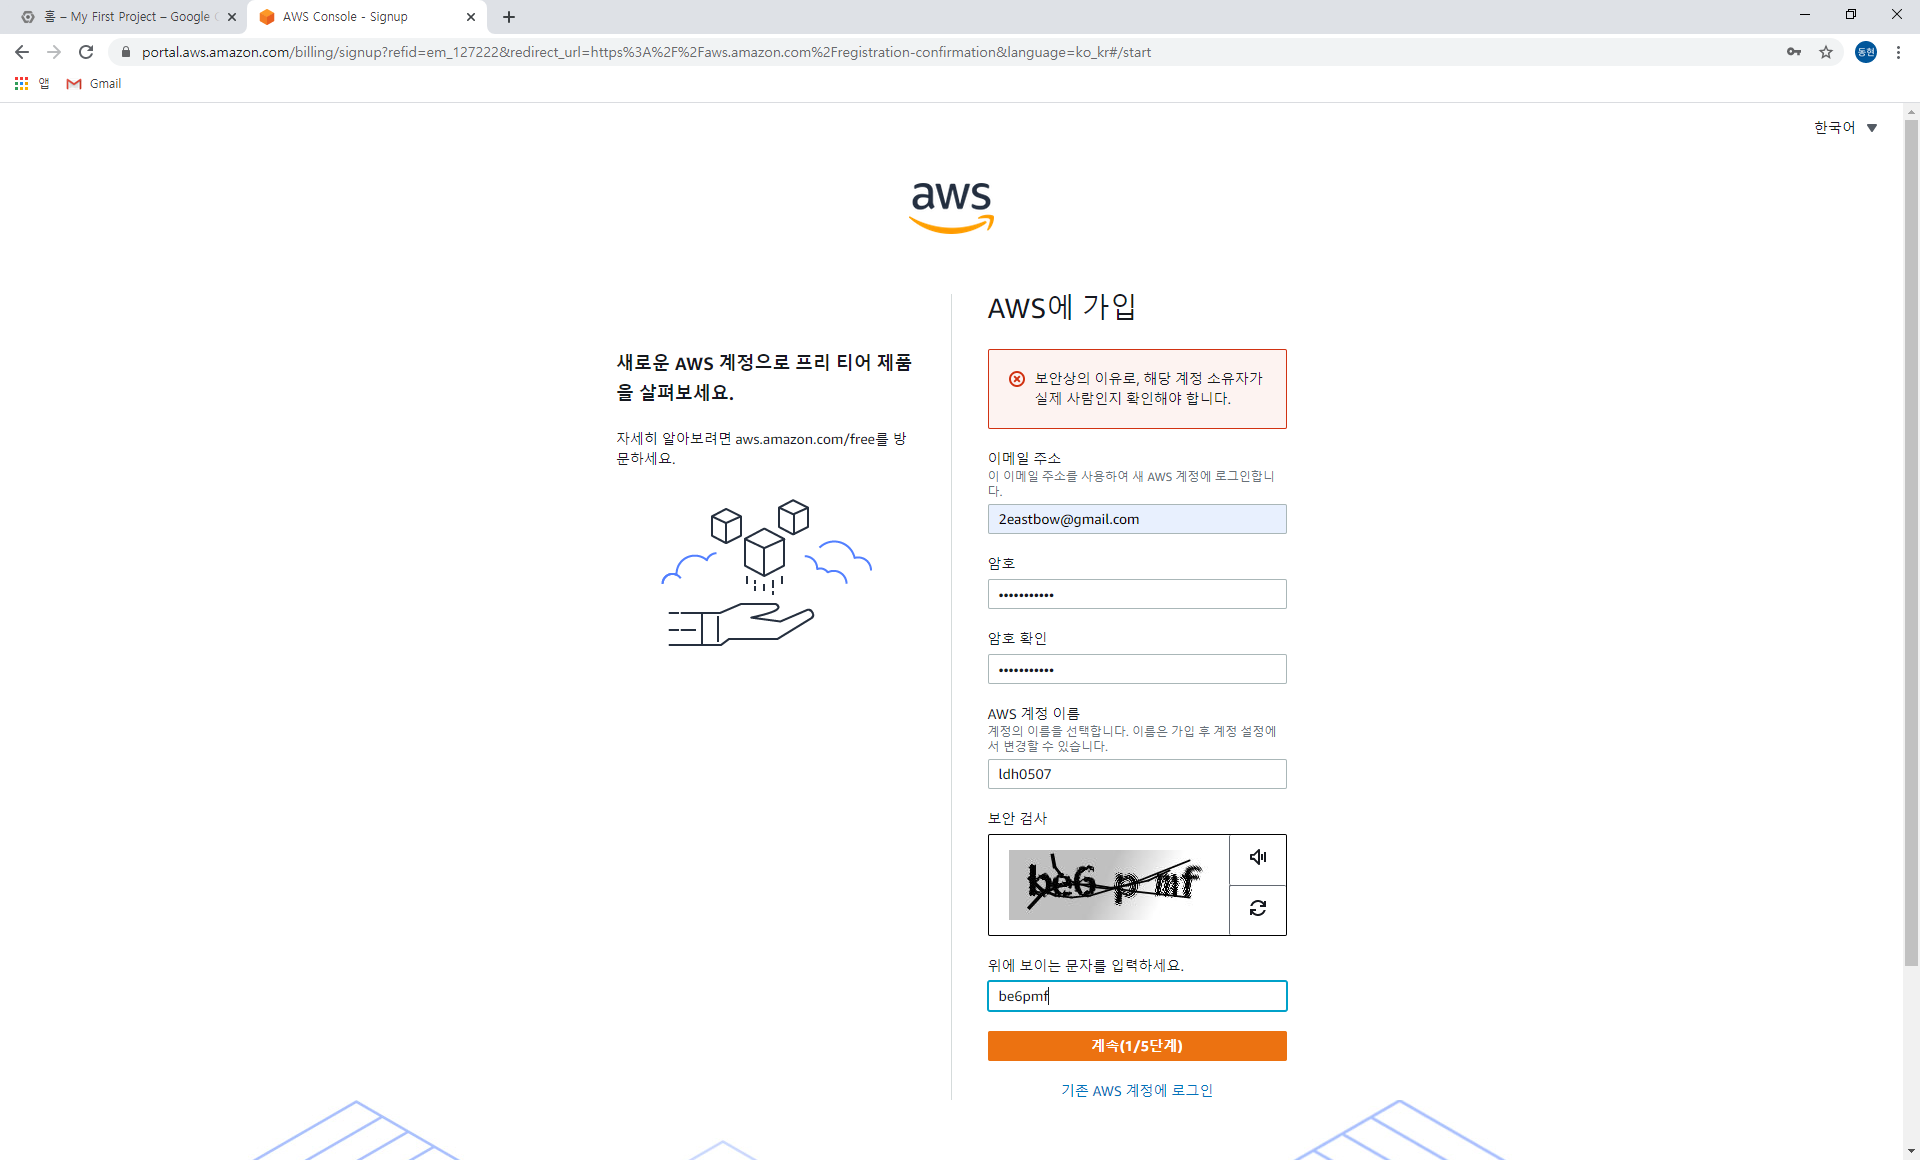 홈 – My First Project – Google C
AWS Console - Signup
portal.aws.amazon.com/billing/signup?refid=em_127222&redirect_url=https%3A%2F%2Faws.amazon.com%2Fregistration-confirmation&language=ko_kr#/start
동현
앱
Gmail
한국어
aws
새로운 AWS 계정으로 프리 티어 제품
을 살펴보세요.
자세히 알아보려면 aws.amazon.com/free를 방
문하세요.
AWS에 가입
보안상의 이유로, 해당 계정 소유자가
실제 사람인지 확인해야 합니다.
이메일 주소
이 이메일 주소를 사용하여 새 AWS 계정에 로그인합니
다.
2eastbow@gmail.com
암호
•••••••••••
암호 확인
•••••••••••
AWS 계정 이름
계정의 이름을 선택합니다. 이름은 가입 후 계정 설정에
서 변경할 수 있습니다.
ldh0507
보안 검사
be6 p mf
위에 보이는 문자를 입력하세요.
be6pmf
계속(1/5단계)
기존 AWS 계정에 로그인